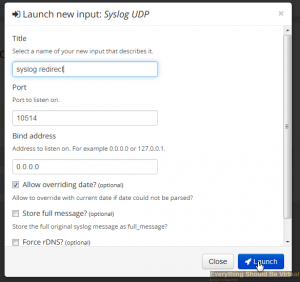 Launch new input: Syslog UDP
×
Title
Select a name of your new input that describes it.
syslog redirect
Port
Port to listen on.
10514
Bind address
Address to listen on. For example 0.0.0.0 or 127.0.0.1.
0.0.0.0
Allow overriding date? (optional)
Allow to override with current date if date could not be parsed?
Store full message? (optional)
Store the full original syslog message as full_message?
Force rDNS? (optional)
Close
Launch
Everything Should Be Virtual